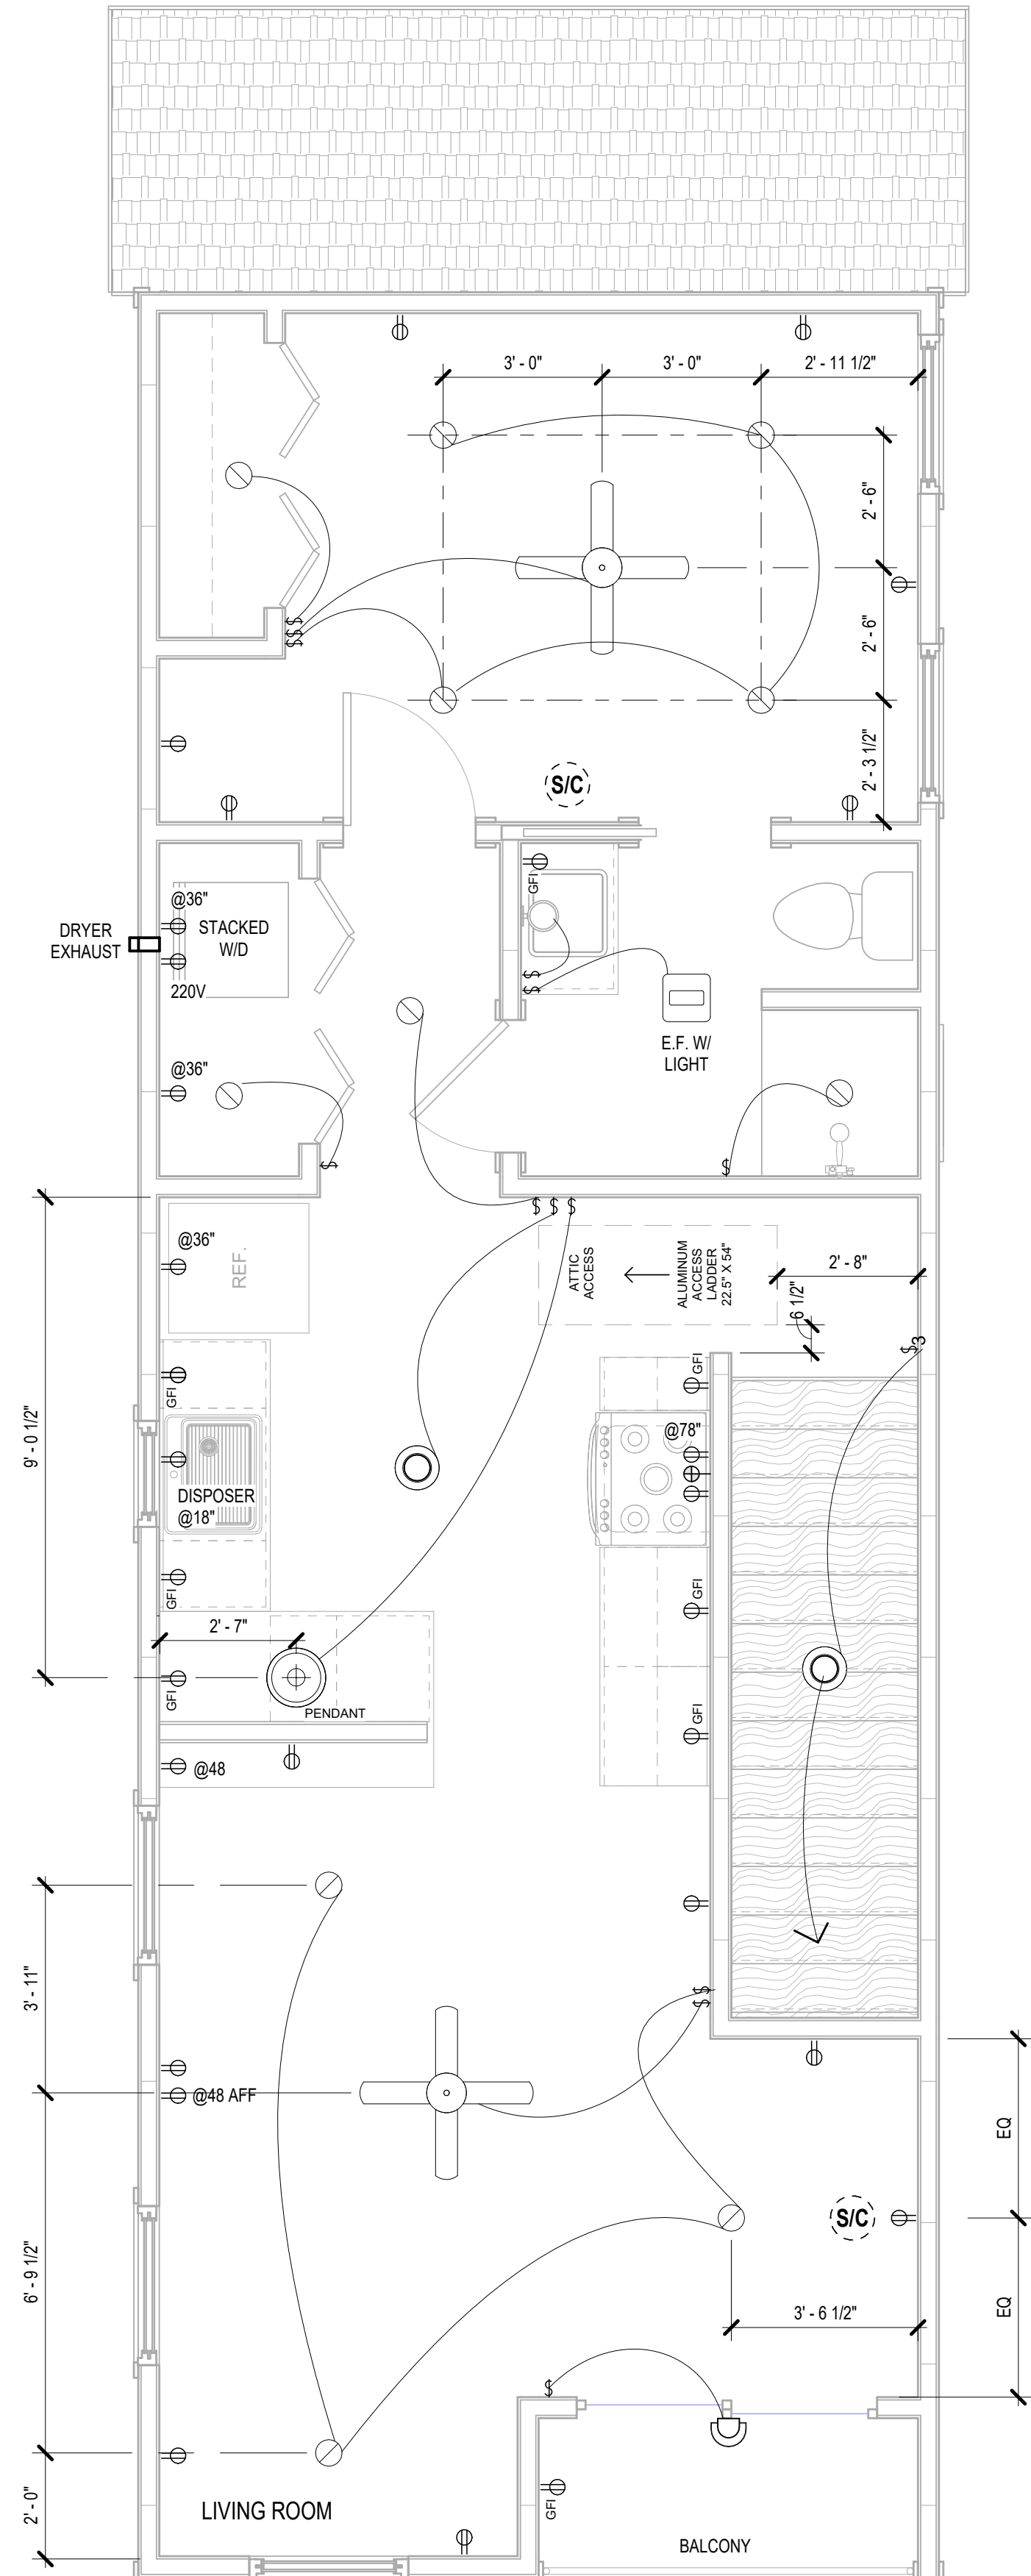 3' - 0"
3' - 0"
2' - 11 1/2"
2' - 6"
2' - 6"
2' - 3 1/2"
$
$
$
S/C
GFI
@36"
STACKED
W/D
220V
DRYER
EXHAUST
@36"
$
$
E.F. W/
LIGHT
$
$
$ $ $
@36"
REF.
ATTIC
ACCESS
ALUMINUM
ACCESS
LADDER
22.5" X 54"
2' - 8"
6 1/2"
$3
GFI
GFI
@78"
9' - 0 1/2"
DISPOSER
@18"
GFI
GFI
2' - 7"
GFI
PENDANT
GFI
@48
3' - 11"
$
$
@48 AFF
EQ
S/C
6' - 9 1/2"
3' - 6 1/2"
EQ
$
2' - 0"
GFI
LIVING ROOM
BALCONY